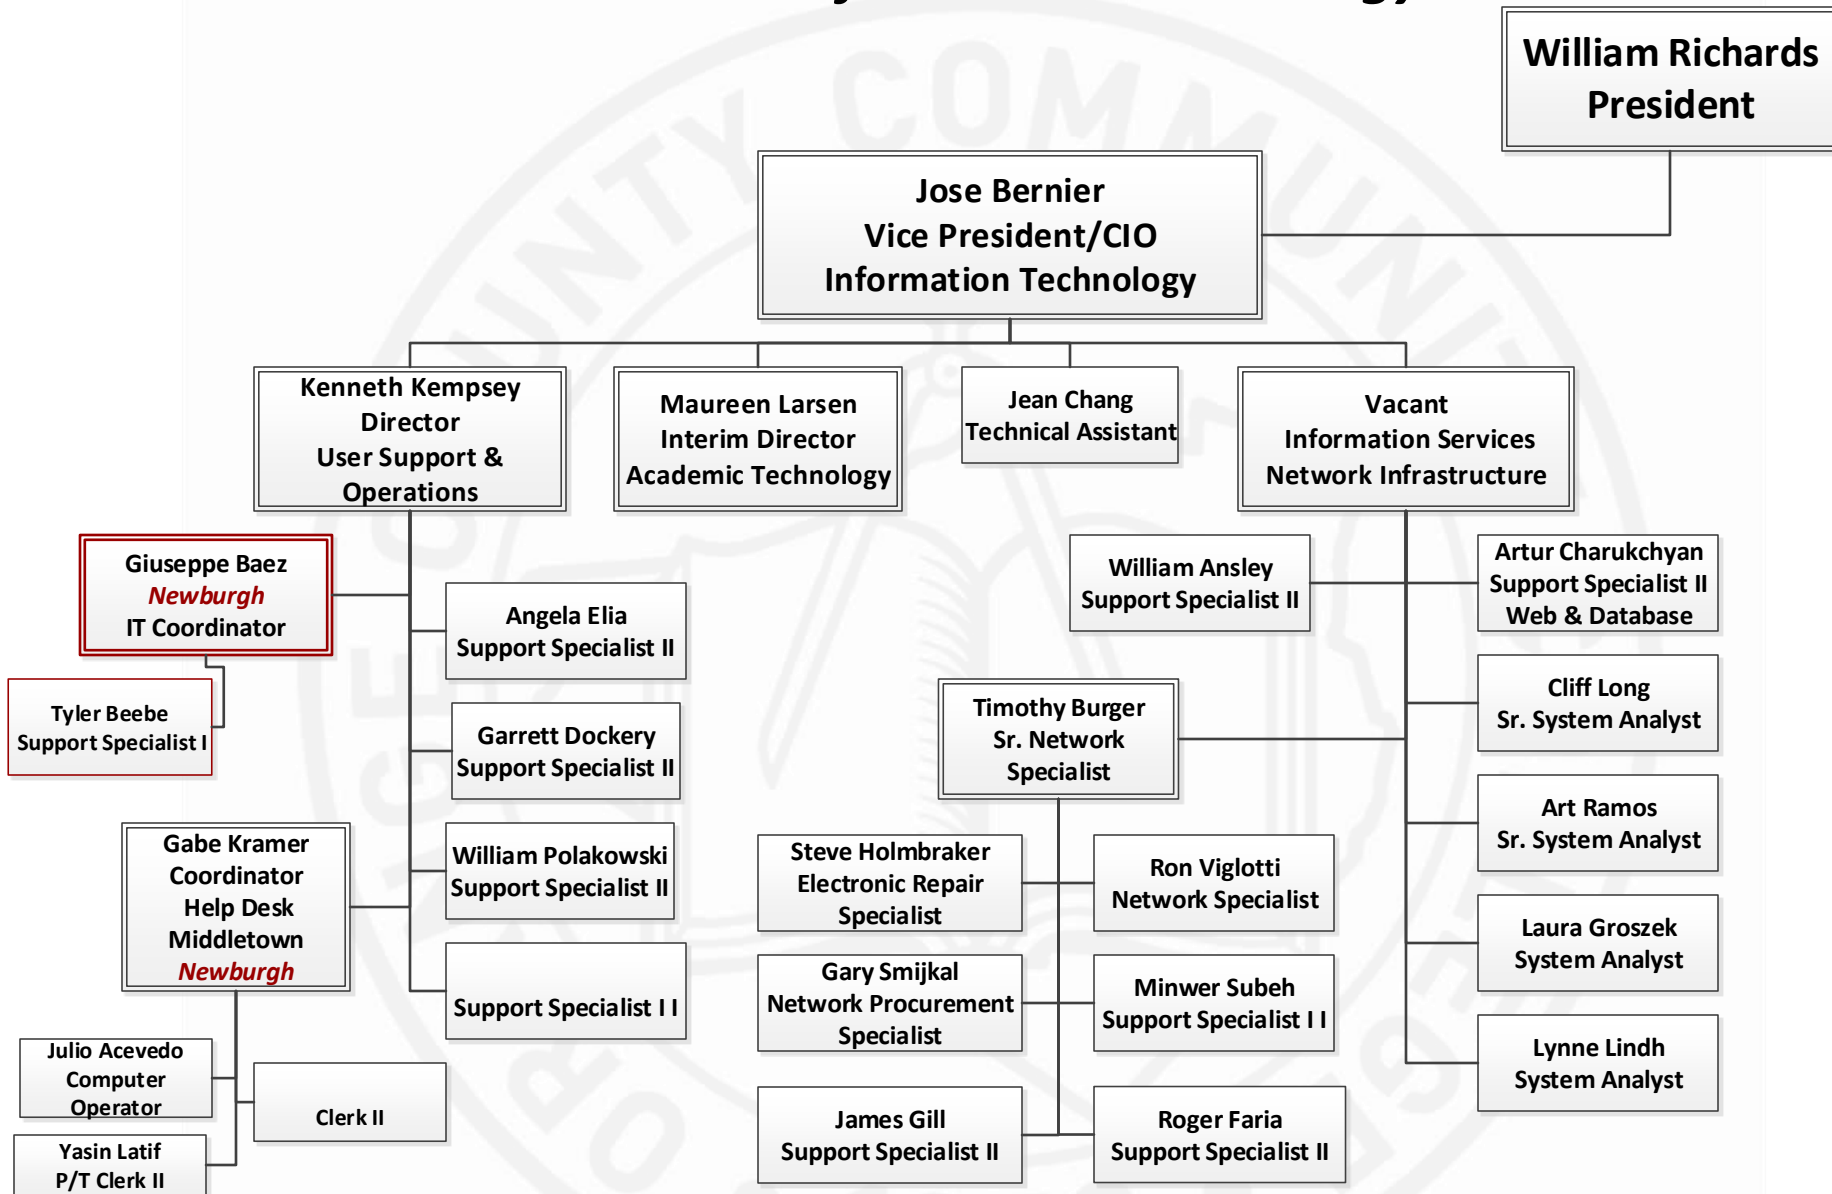 William Richards
President
Jose Bernier
Vice President/CIO
Information Technology
Kenneth Kempsey
Director
User Support &
Operations
Maureen Larsen
Interim Director
Academic Technology
Jean Chang
Technical Assistant
Vacant
Information Services
Network Infrastructure
Giuseppe Baez
Newburgh
IT Coordinator
Tyler Beebe
Support Specialist I
Angela Elia
Support Specialist II
Garrett Dockery
Support Specialist II
William Polakowski
Support Specialist II
Support Specialist I I
Gabe Kramer
Coordinator
Help Desk
Middletown
Newburgh
Julio Acevedo
Computer
Operator
Clerk II
Yasin Latif
P/T Clerk II
William Ansley
Support Specialist II
Artur Charukchyan
Support Specialist II
Web & Database
Cliff Long
Sr. System Analyst
Art Ramos
Sr. System Analyst
Laura Groszek
System Analyst
Lynne Lindh
System Analyst
Timothy Burger
Sr. Network
Specialist
Steve Holmbraker
Electronic Repair
Specialist
Ron Viglotti
Network Specialist
Gary Smijkal
Network Procurement
Specialist
Minwer Subeh
Support Specialist I I
James Gill
Support Specialist II
Roger Faria
Support Specialist II